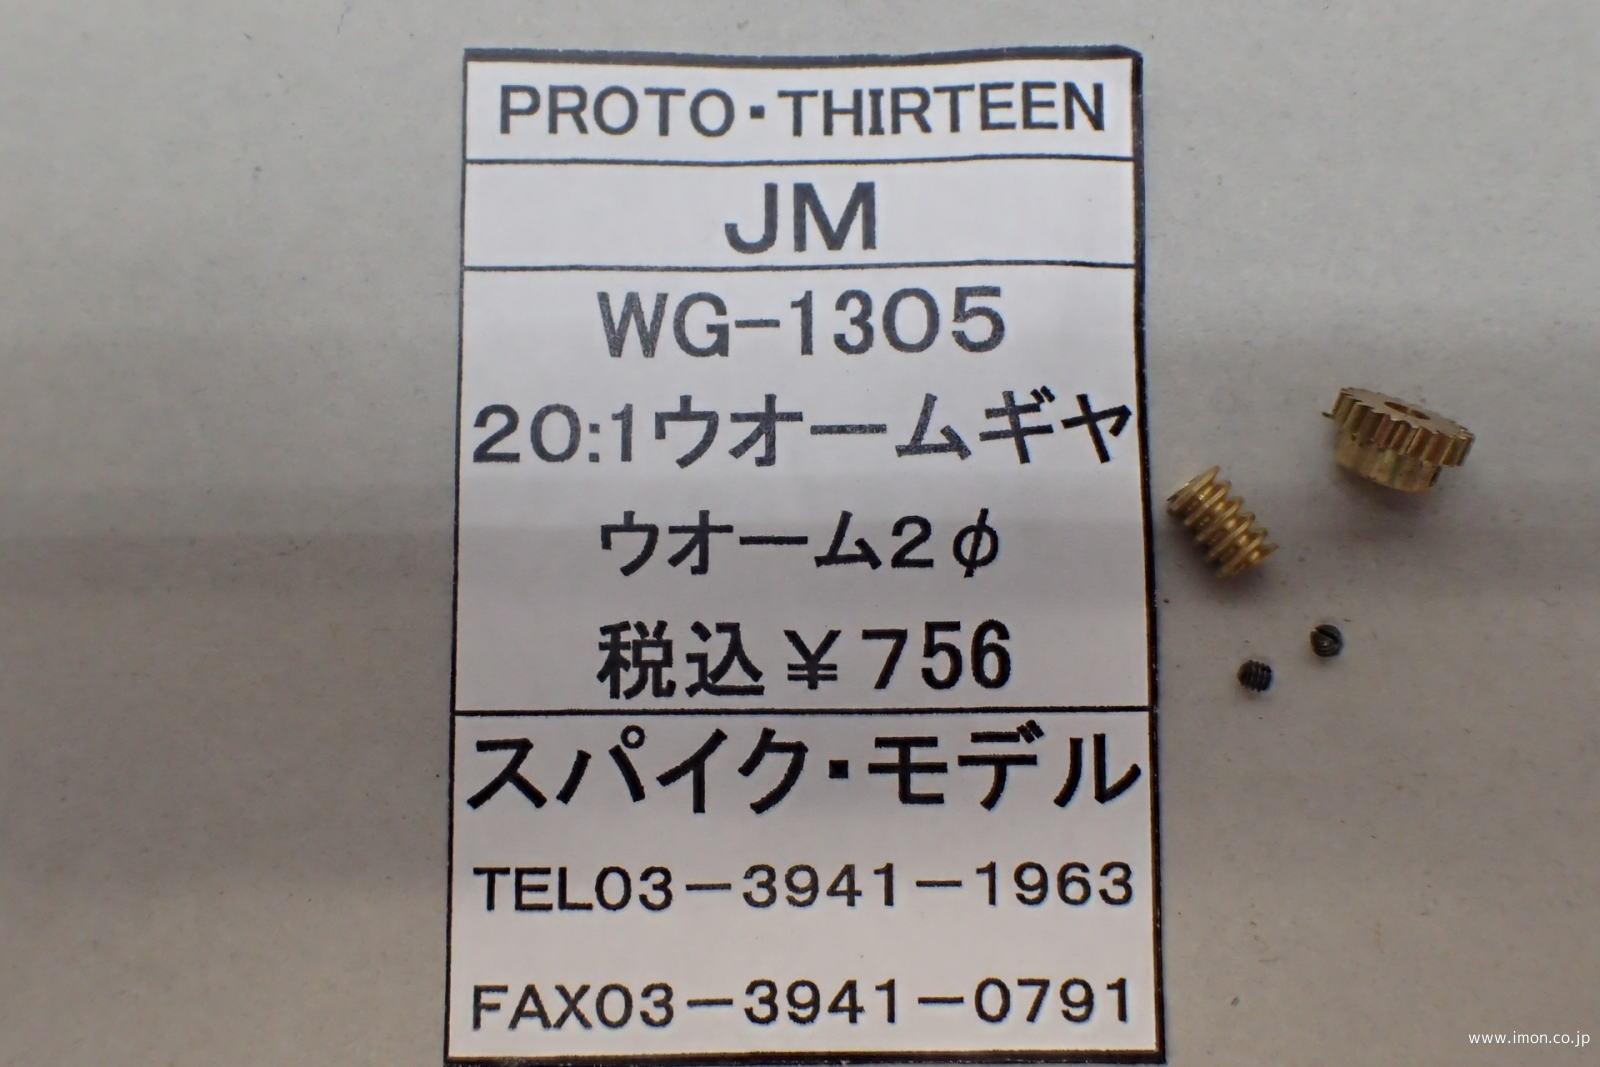 PROTO・THIRTEEN
JM
WG-1305
20:1ウオームギヤ
ウオーム2φ
税込￥756
スパイク・モデル
TEL03－3941－1963
FAX03－3941－0791
www.imon.co.jp